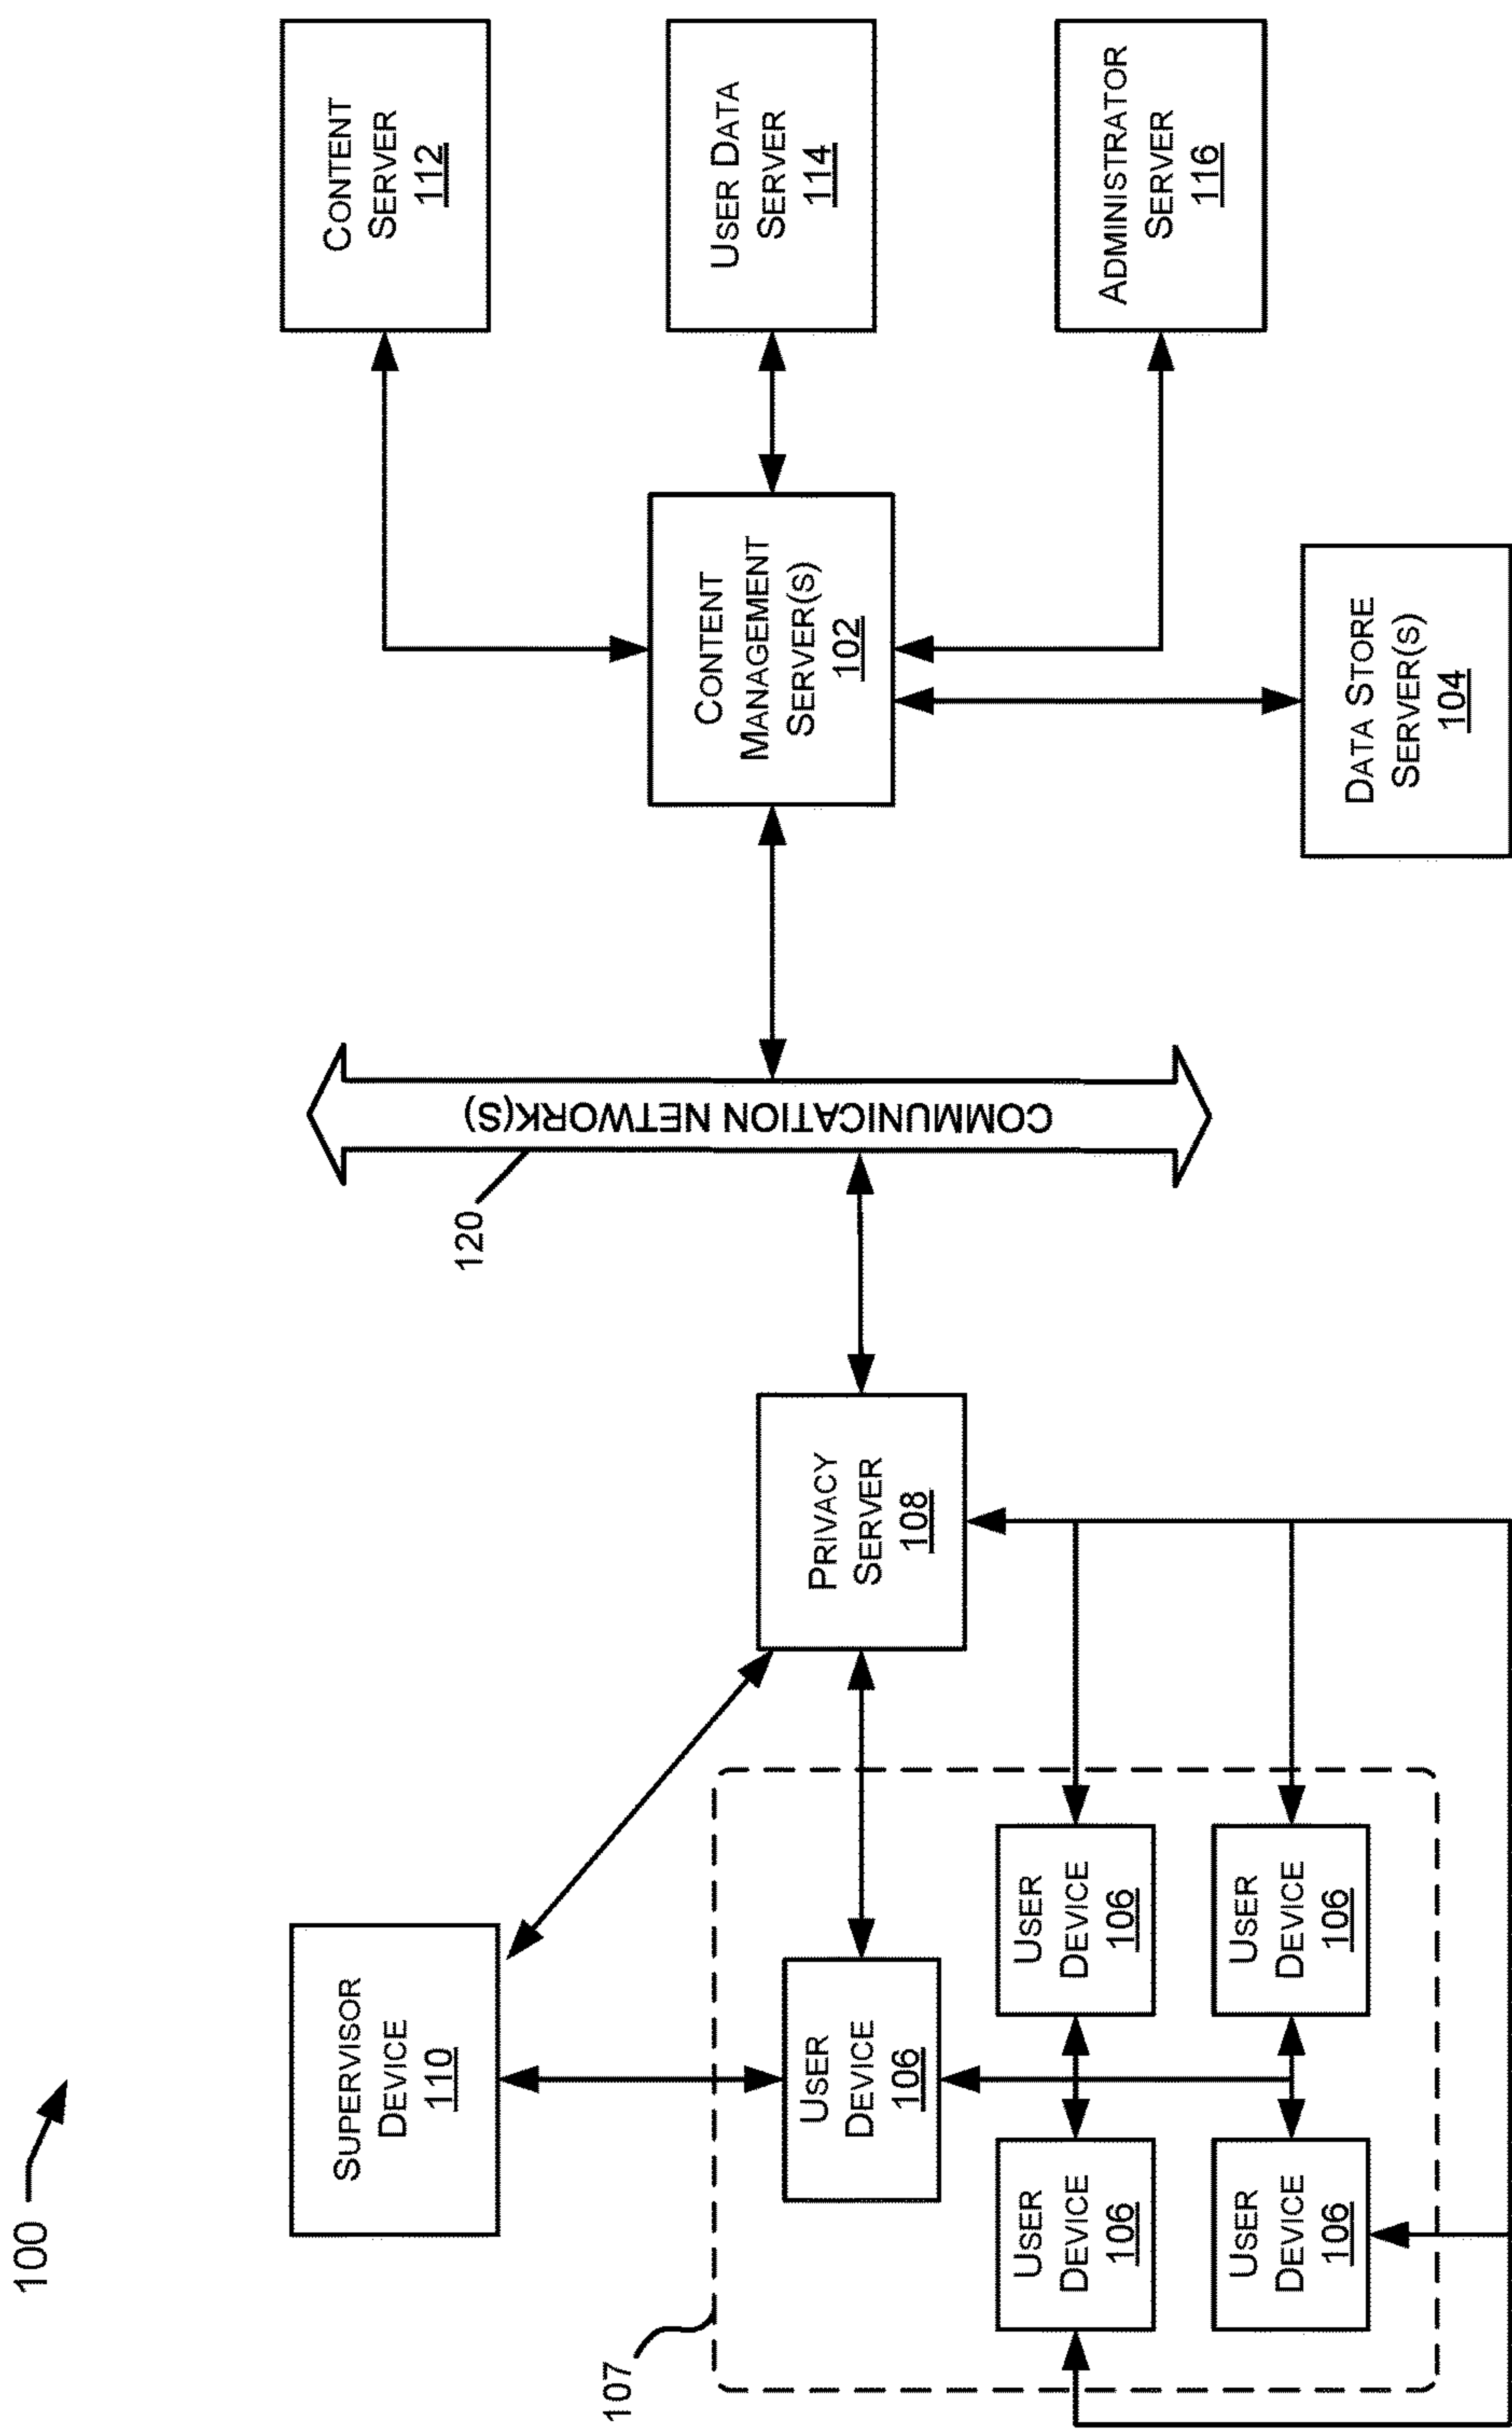 100
SUPERVISOR
DEVICE
110
107
USER
DEVICE
106
USER
DEVICE
106
USER
DEVICE
106
USER
DEVICE
106
USER
DEVICE
106
PRIVACY
SERVER
108
120
COMMUNICATION NETWORK(S)
CONTENT
MANAGEMENT
SERVER(S)
102
DATA STORE
SERVER(S)
104
CONTENT
SERVER
112
USER DATA
SERVER
114
ADMINISTRATOR
SERVER
116